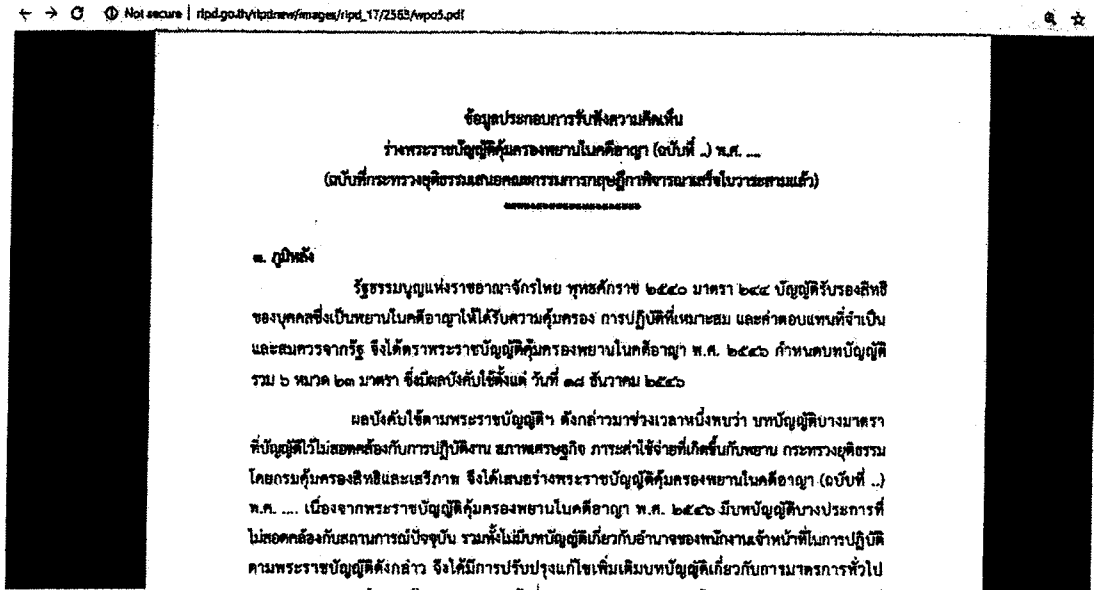 Not secure | rlpd.go.th/rlpdnew/images/rlpd_17/2563/wpa5.pdf
ข้อมูลประกอบการรับฟังความคิดเห็น
ร่างพระราชบัญญัติคุ้มครองพยานในคดีอาญา (ฉบับที่ ..) พ.ศ. ....
(ฉบับที่กระทรวงยุติธรรมเสนอคณะกรรมการกฤษฎีกาพิจารณาเสร็จในวาระสามแล้ว)
๑. ภูมิหลัง
รัฐธรรมนูญแห่งราชอาณาจักรไทย พุทธศักราช ๒๕๔๐ มาตรา ๒๔๔ บัญญัติรับรองสิทธิ
ของบุคคลซึ่งเป็นพยานในคดีอาญาให้ได้รับความคุ้มครอง การปฏิบัติที่เหมาะสม และค่าตอบแทนที่จำเป็น
และสมควรจากรัฐ จึงได้ตราพระราชบัญญัติคุ้มครองพยานในคดีอาญา พ.ศ. ๒๕๔๖ กำหนดบทบัญญัติ
รวม ๖ หมวด ๒๓ มาตรา ซึ่งมีผลบังคับใช้ตั้งแต่ วันที่ ๑๘ ธันวาคม ๒๕๔๖
ผลบังคับใช้ตามพระราชบัญญัติฯ ดังกล่าวมาช่วงเวลาหนึ่งพบว่า บทบัญญัติบางมาตรา
ที่บัญญัติไว้ไม่สอดคล้องกับการปฏิบัติงาน สภาพเศรษฐกิจ ภาระค่าใช้จ่ายที่เกิดขึ้นกับพยาน กระทรวงยุติธรรม
โดยกรมคุ้มครองสิทธิและเสรีภาพ จึงได้เสนอร่างพระราชบัญญัติคุ้มครองพยานในคดีอาญา (ฉบับที่ ..)
พ.ศ. .... เนื่องจากพระราชบัญญัติคุ้มครองพยานในคดีอาญา พ.ศ. ๒๕๔๖ มีบทบัญญัติบางประการที่
ไม่สอดคล้องกับสถานการณ์ปัจจุบัน รวมทั้งไม่มีบทบัญญัติเกี่ยวกับอำนาจของพนักงานเจ้าหน้าที่ในการปฏิบัติ
ตามพระราชบัญญัติดังกล่าว จึงได้มีการปรับปรุงแก้ไขเพิ่มเติมบทบัญญัติเกี่ยวกับการมาตรการทั่วไป